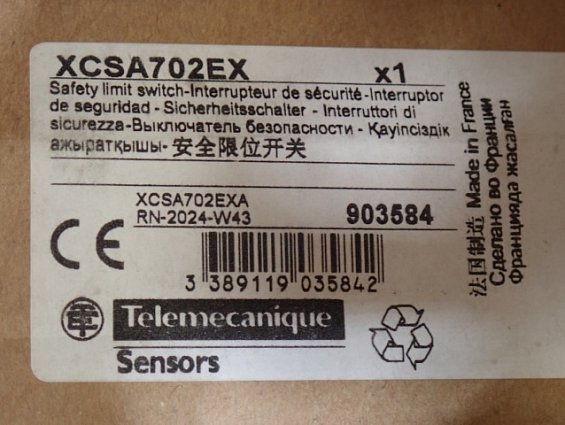 XCSA702EX x1
Safety limit switch-Interrupteur de sécurité-Interruptor
de seguridad - Sicherheitsschalter - Interruttori di
sicurezza-Выключатель безопасности - Қауіпсіздік
ажыратқышы- 安全限位开关
XCSA702EXA
RN-2024-W43 903584
CE
3 389119 035842
Telemecanique
Sensors
法国制造 Made in France
Сделано во Франции
Францияда жасалған